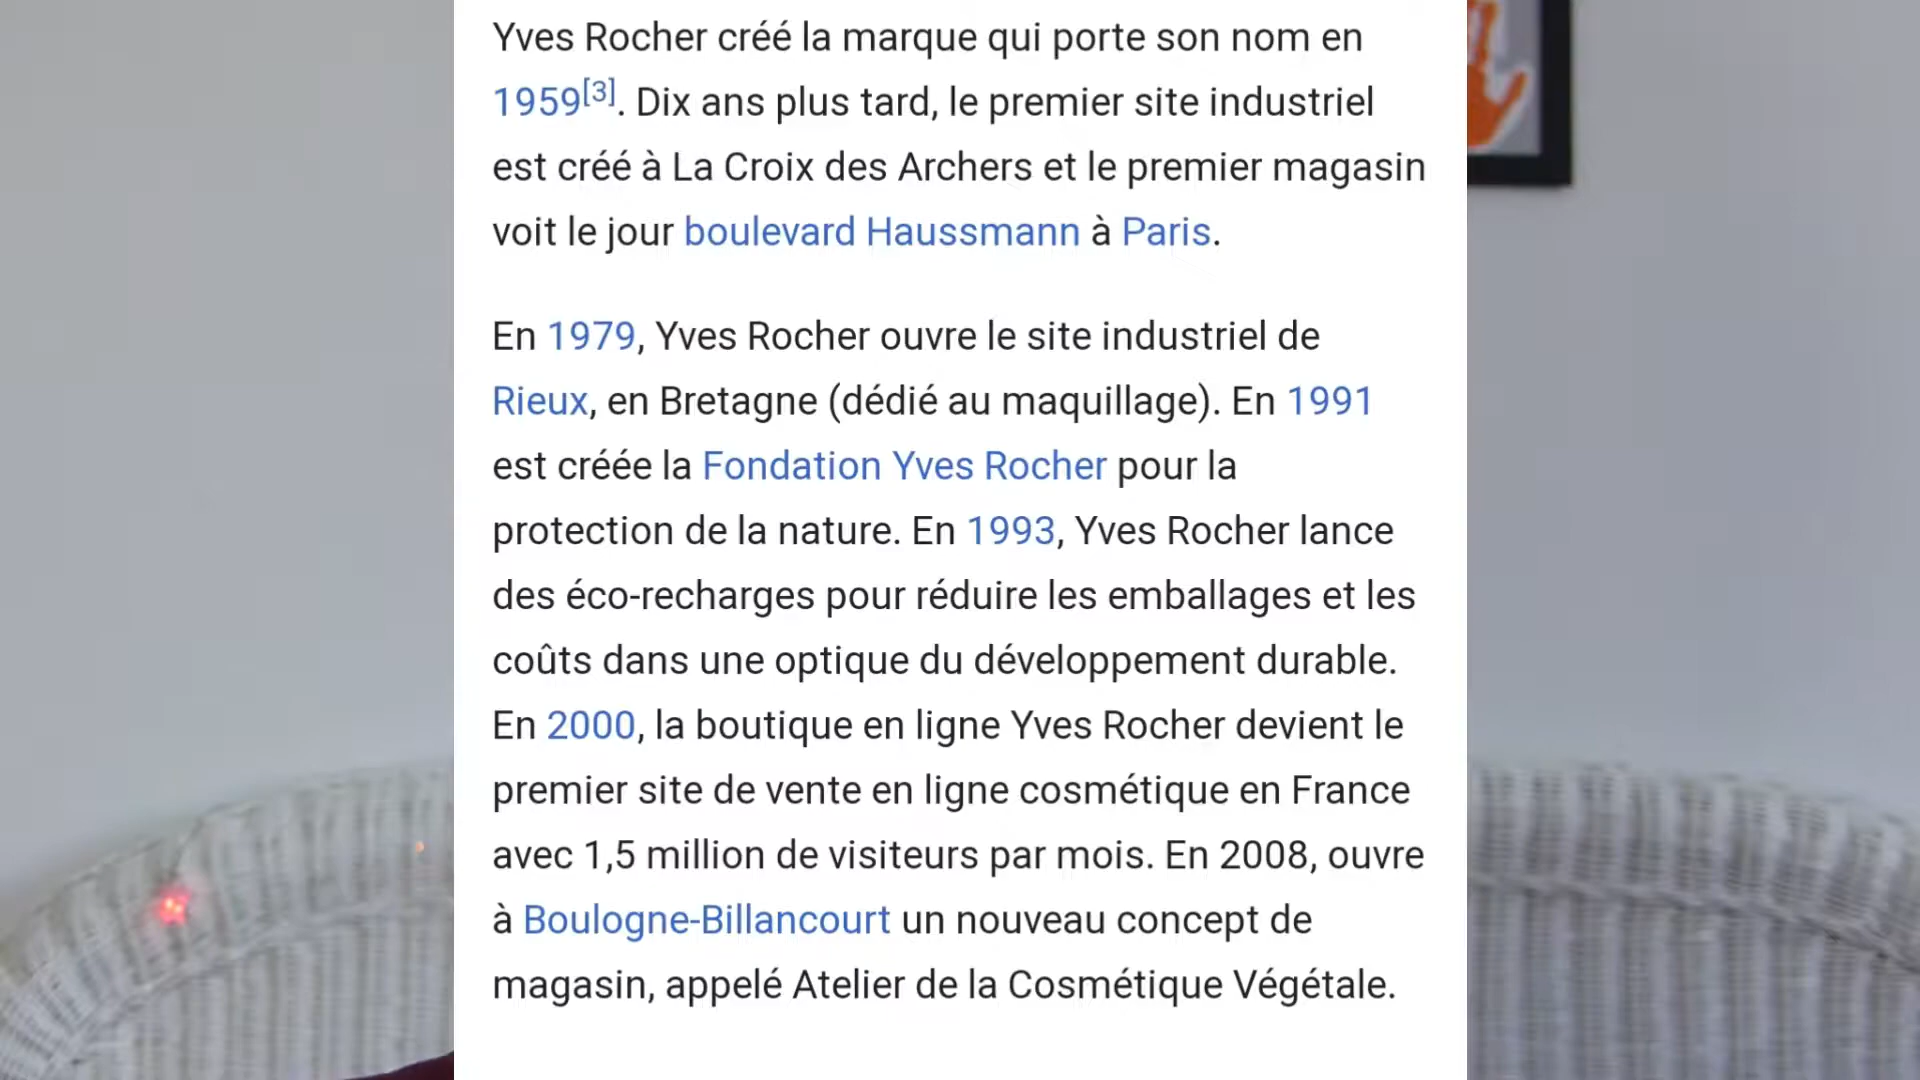 Yves Rocher créé la marque qui porte son nom en
1959[3]. Dix ans plus tard, le premier site industriel
est créé à La Croix des Archers et le premier magasin
voit le jour boulevard Haussmann à Paris.
En 1979, Yves Rocher ouvre le site industriel de
Rieux, en Bretagne (dédié au maquillage). En 1991
est créée la Fondation Yves Rocher pour la
protection de la nature. En 1993, Yves Rocher lance
des éco-recharges pour réduire les emballages et les
coûts dans une optique du développement durable.
En 2000, la boutique en ligne Yves Rocher devient le
premier site de vente en ligne cosmétique en France
avec 1,5 million de visiteurs par mois. En 2008, ouvre
à Boulogne-Billancourt un nouveau concept de
magasin, appelé Atelier de la Cosmétique Végétale.